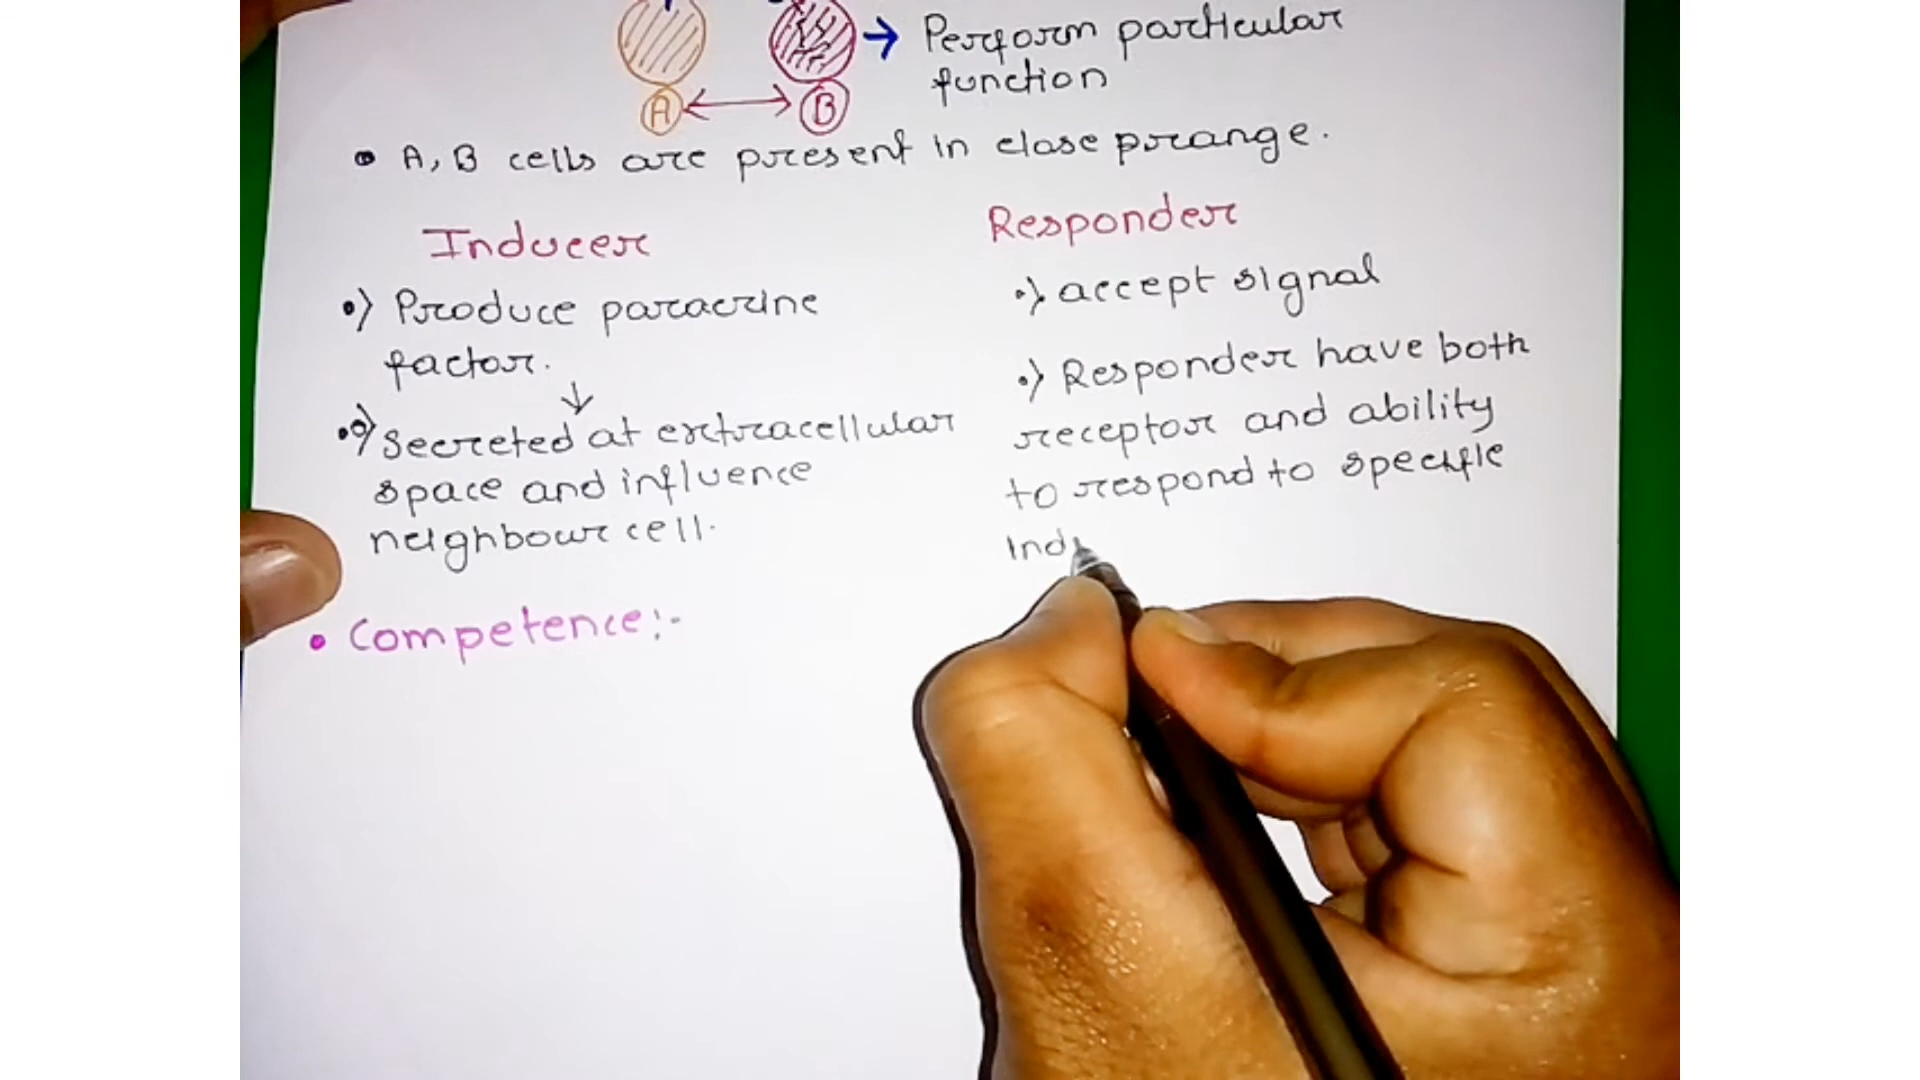 Perform particular
function
A
B
• A, B cells are present in close prange.
Inducer
•) Produce paracrine
factor.
•) Secreted at extracellular
space and influence
neighbour cell.
Responder
•) accept signal
•) Responder have both
receptor and ability
to respond to specific
Ind
• Competence:-